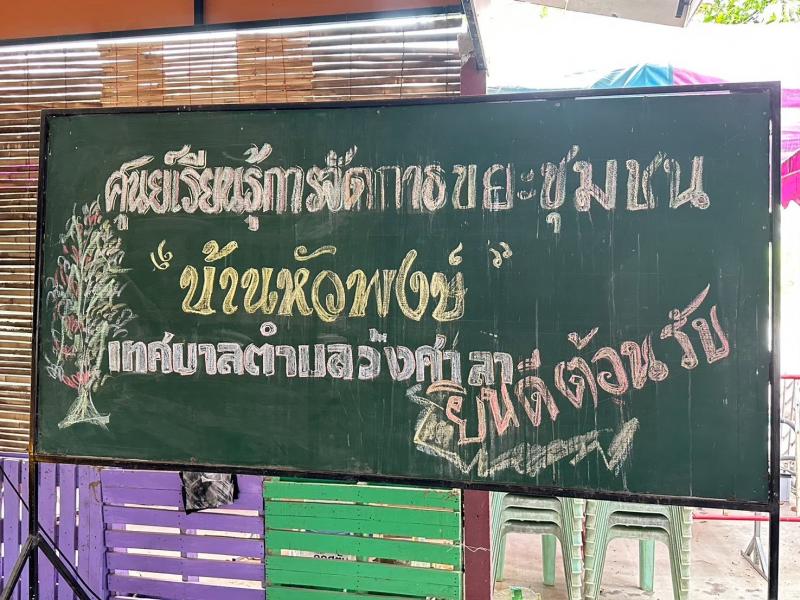 ศูนย์เรียนรู้การจัดการขยะชุมชน
“บ้านหัวพงษ์”
เทศบาลตำบลวังศาลา
ยินดีต้อนรับ